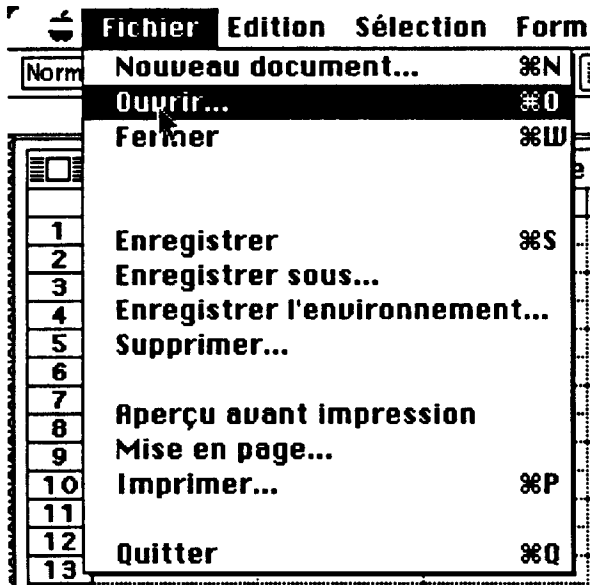 Fichier Edition Sélection Form
Norm
Nouveau document... ⌘N
Ouvrir... ⌘O
Fermer ⌘W
e
Enregistrer ⌘S
Enregistrer sous...
Enregistrer l'environnement...
Supprimer...
Aperçu avant impression
Mise en page...
Imprimer... ⌘P
Quitter ⌘Q
1
2
3
4
5
6
7
8
9
10
11
12
13